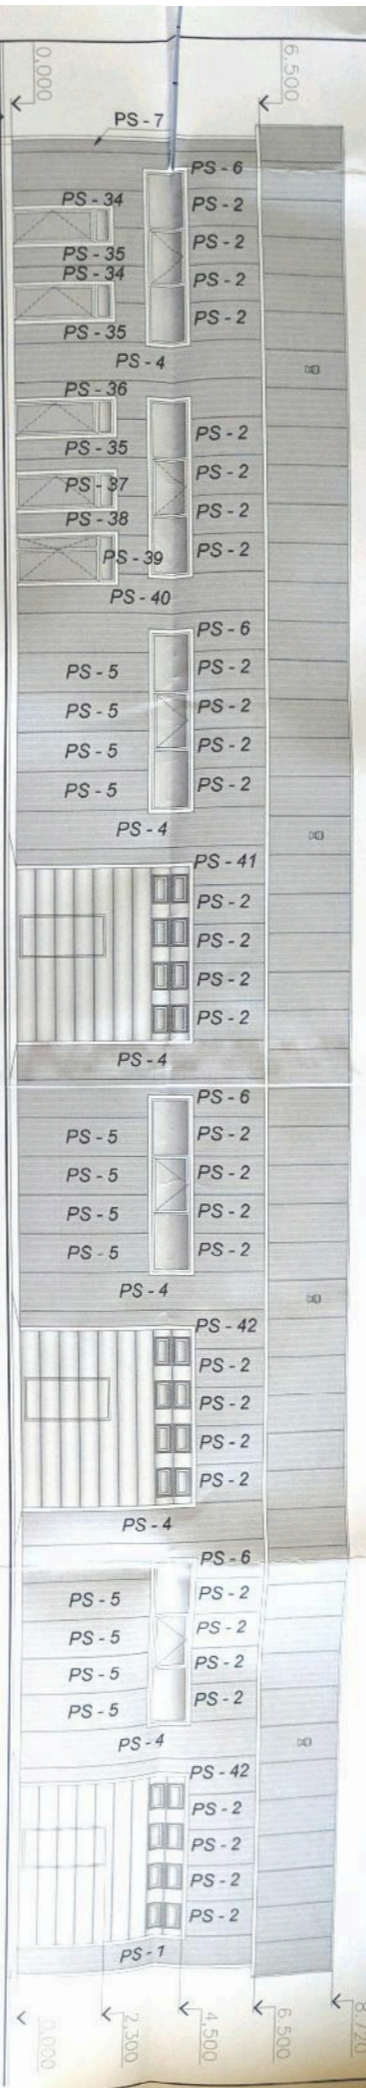 0.000
6.500
PS - 7
PS - 6
PS - 34
PS - 2
PS - 2
PS - 35
PS - 34
PS - 2
PS - 2
PS - 35
PS - 4
PS - 36
PS - 2
PS - 35
PS - 2
PS - 37
PS - 2
PS - 38
PS - 2
PS - 39
PS - 40
PS - 6
PS - 5
PS - 2
PS - 5
PS - 2
PS - 5
PS - 2
PS - 5
PS - 2
PS - 4
PS - 41
PS - 2
PS - 2
PS - 2
PS - 2
PS - 4
PS - 6
PS - 5
PS - 2
PS - 5
PS - 2
PS - 5
PS - 2
PS - 5
PS - 2
PS - 4
PS - 42
PS - 2
PS - 2
PS - 2
PS - 2
PS - 4
PS - 6
PS - 5
PS - 2
PS - 5
PS - 2
PS - 5
PS - 2
PS - 5
PS - 2
PS - 4
PS - 42
PS - 2
PS - 2
PS - 2
PS - 2
PS - 1
0.000
2.300
4.500
6.500
8.720